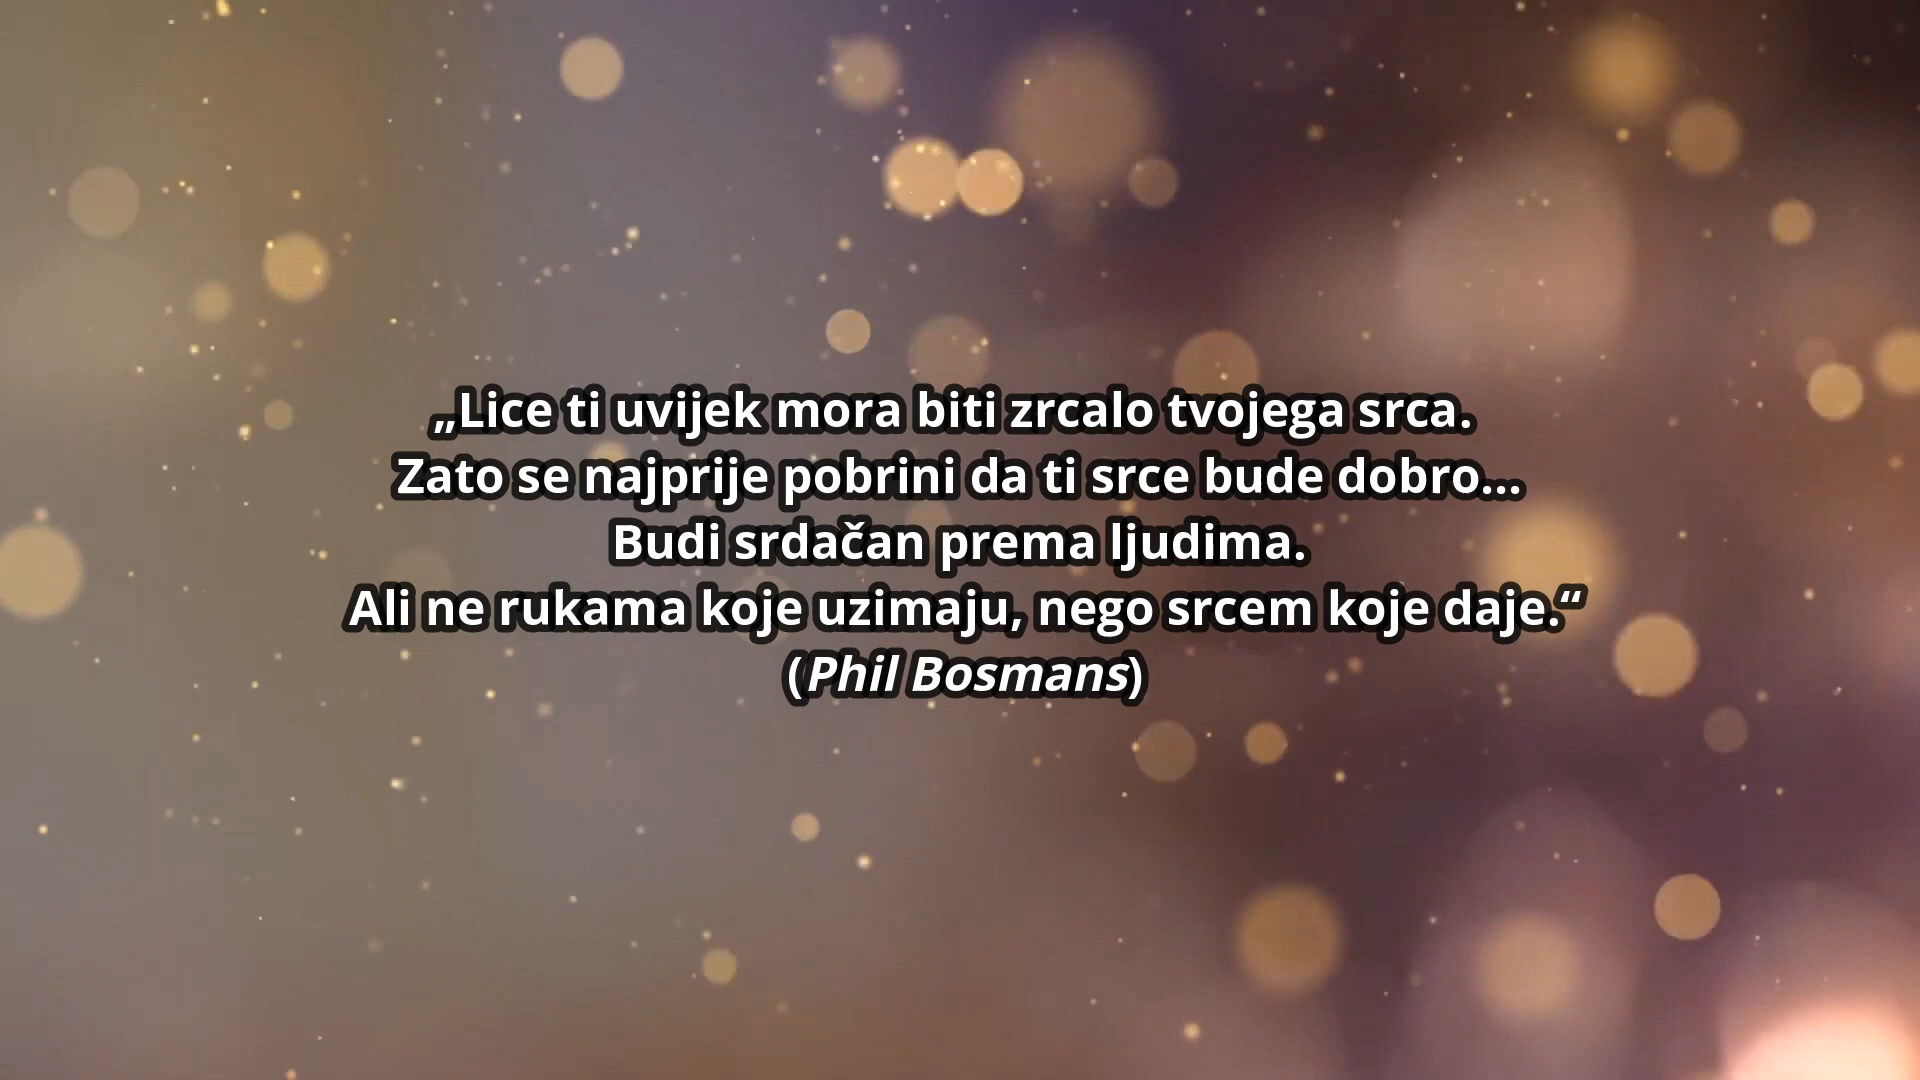 „Lice ti uvijek mora biti zrcalo tvojega srca.
Zato se najprije pobrini da ti srce bude dobro...
Budi srdačan prema ljudima.
Ali ne rukama koje uzimaju, nego srcem koje daje.“
(Phil Bosmans)